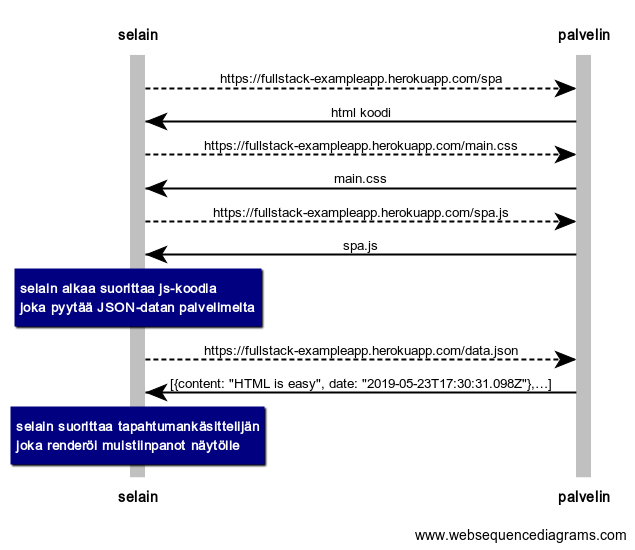 selain palvelin
https://fullstack-exampleapp.herokuapp.com/spa
html koodi
https://fullstack-exampleapp.herokuapp.com/main.css
main.css
https://fullstack-exampleapp.herokuapp.com/spa.js
spa.js
selain alkaa suorittaa js-koodia
joka pyytää JSON-datan palvelimelta
https://fullstack-exampleapp.herokuapp.com/data.json
[{content: "HTML is easy", date: "2019-05-23T17:30:31.098Z"},...]
selain suorittaa tapahtumankäsittelijän
joka renderöi muistiinpanot näytölle
selain palvelin
www.websequencediagrams.com